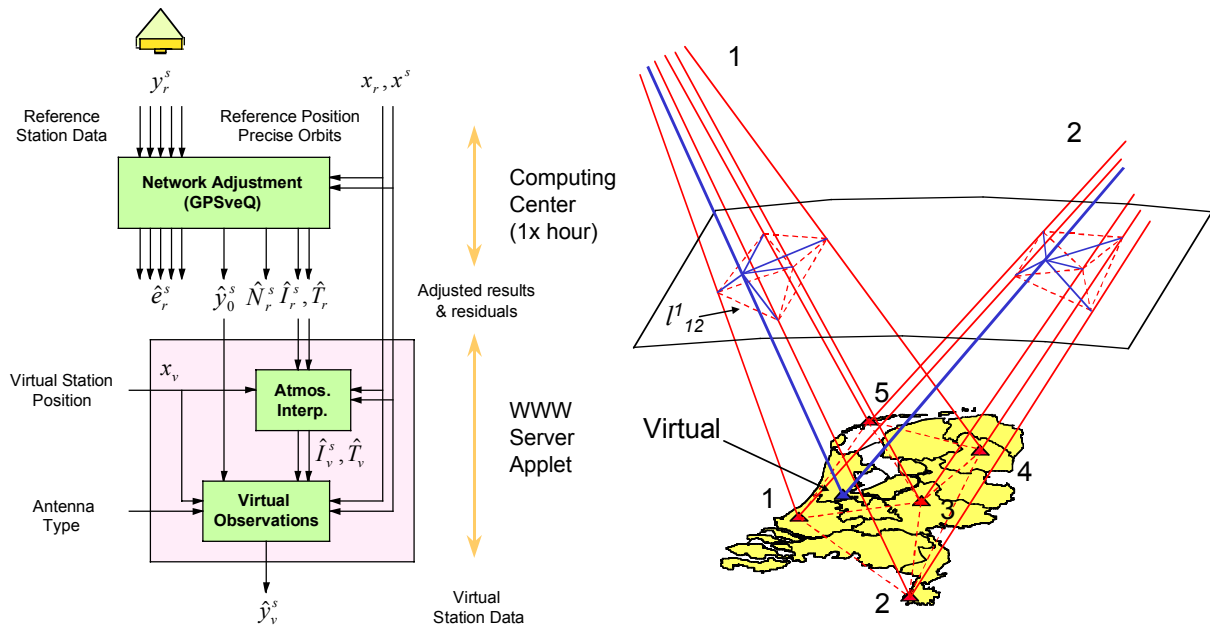 y_r^s
x_r, x^s
Reference
Station Data
Reference Position
Precise Orbits
Network Adjustment
(GPSveQ)
Computing
Center
(1x hour)
ê_r^s
ŷ_0^s
N̂_r^s
Î_r^s, T̂_r
Adjusted results
& residuals
Virtual Station
Position
x_v
Atmos.
Interp.
Î_v^s, T̂_v
WWW
Server
Applet
Antenna
Type
Virtual
Observations
ŷ_v^s
Virtual
Station Data
1
2
l^1_12
5
Virtual
1
4
3
2